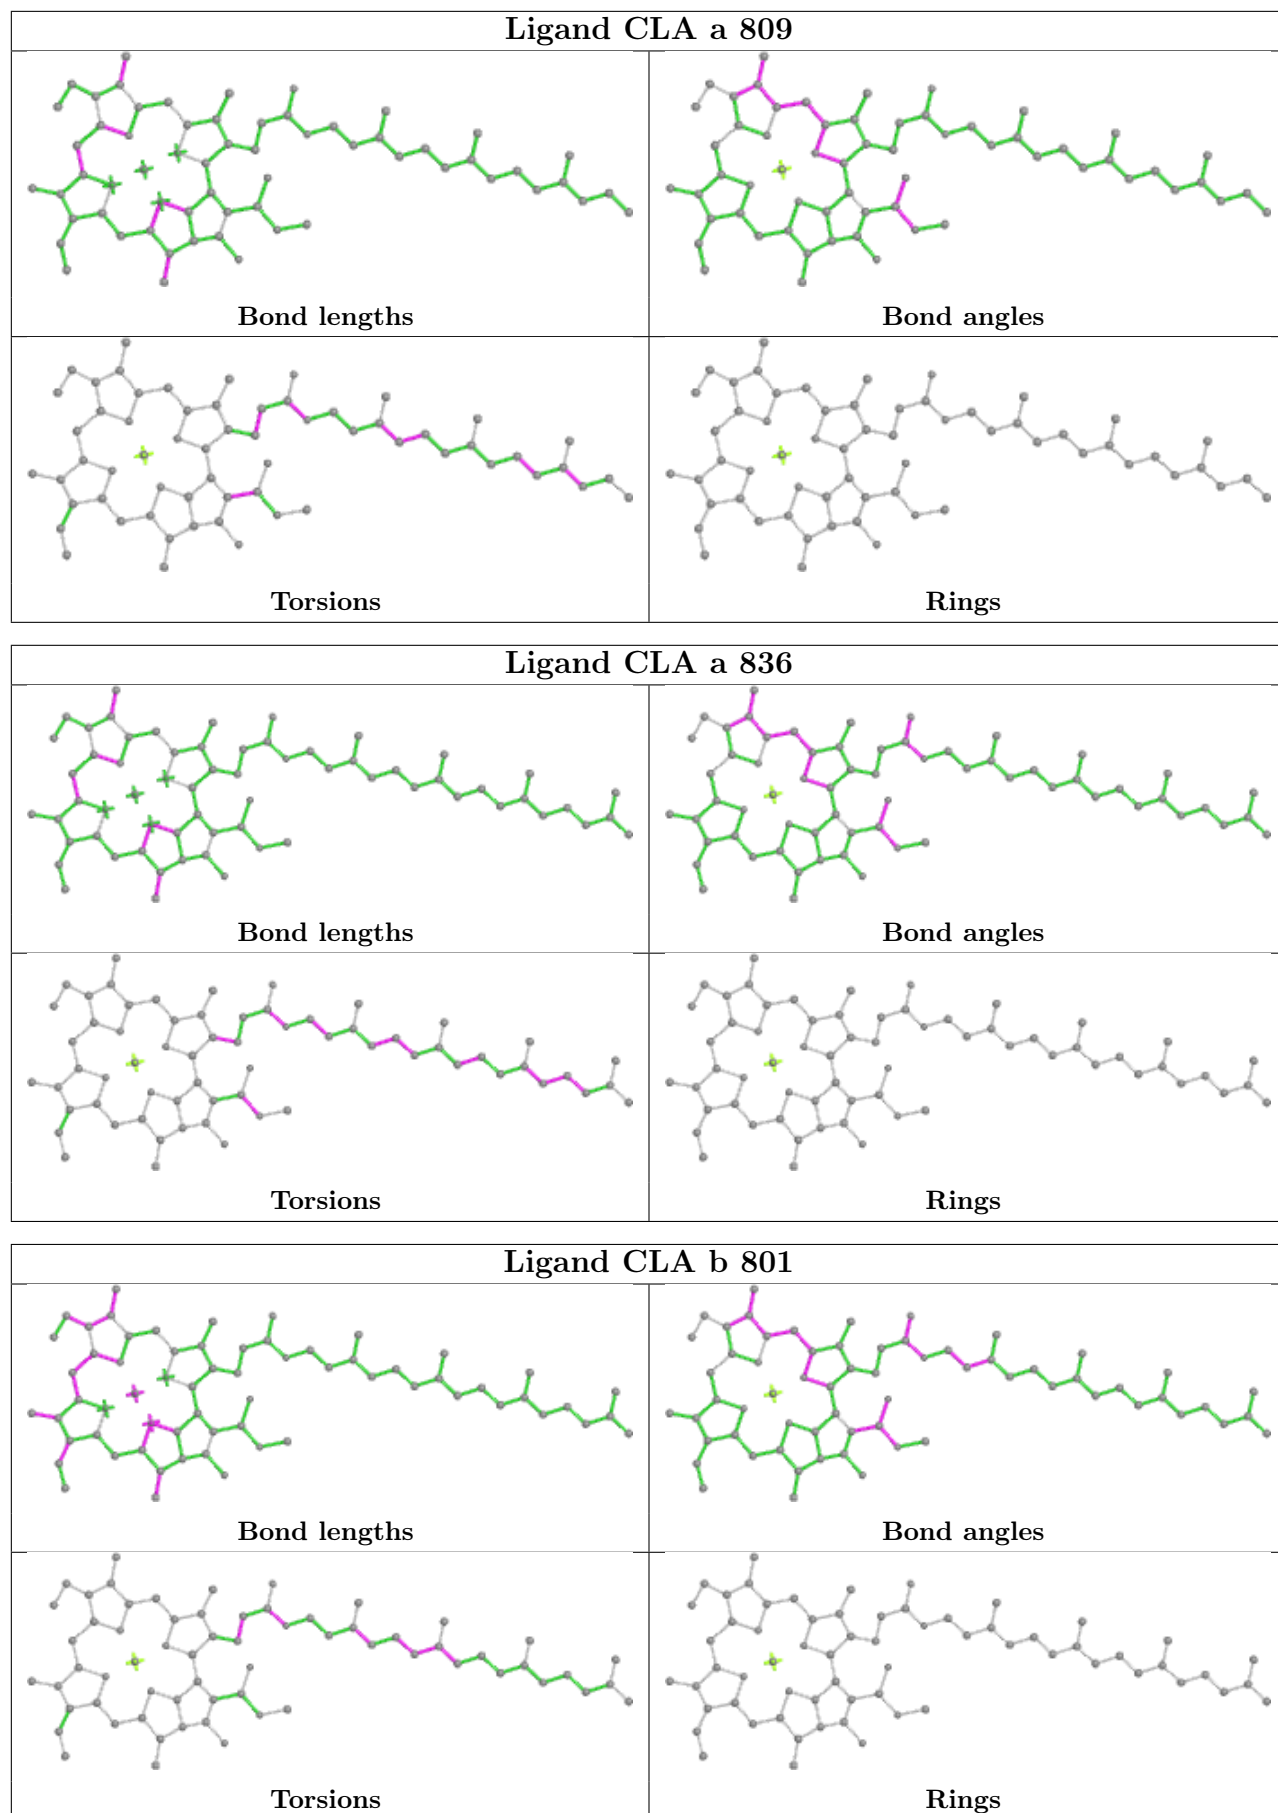 Ligand CLA a 809
Bond lengths
Bond angles
Torsions
Rings
Ligand CLA a 836
Bond lengths
Bond angles
Torsions
Rings
Ligand CLA b 801
Bond lengths
Bond angles
Torsions
Rings